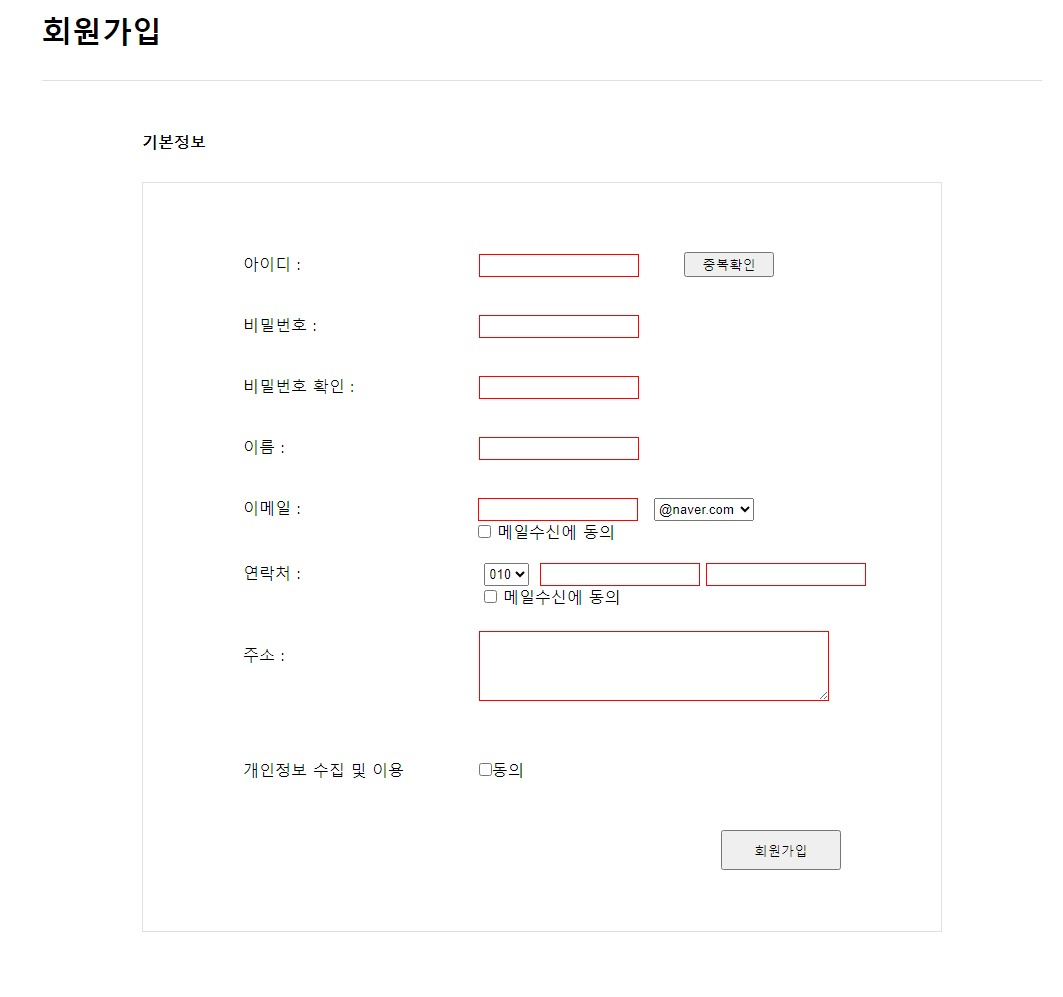 회원가입
기본정보
아이디 : 중복확인
비밀번호 :
비밀번호 확인 :
이름 :
이메일 : @naver.com
메일수신에 동의
연락처 : 010
메일수신에 동의
주소 :
개인정보 수집 및 이용 동의
회원가입